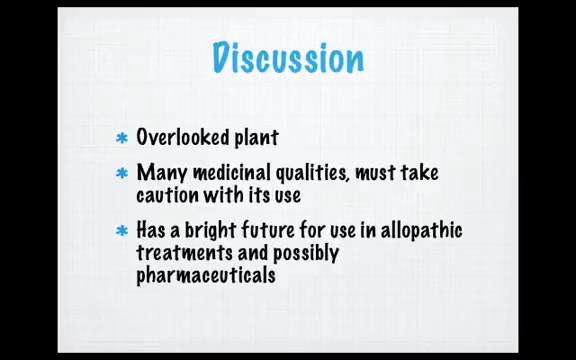 Discussion
* Overlooked plant
* Many medicinal qualities, must take
caution with its use
* Has a bright future for use in allopathic
treatments and possibly
pharmaceuticals